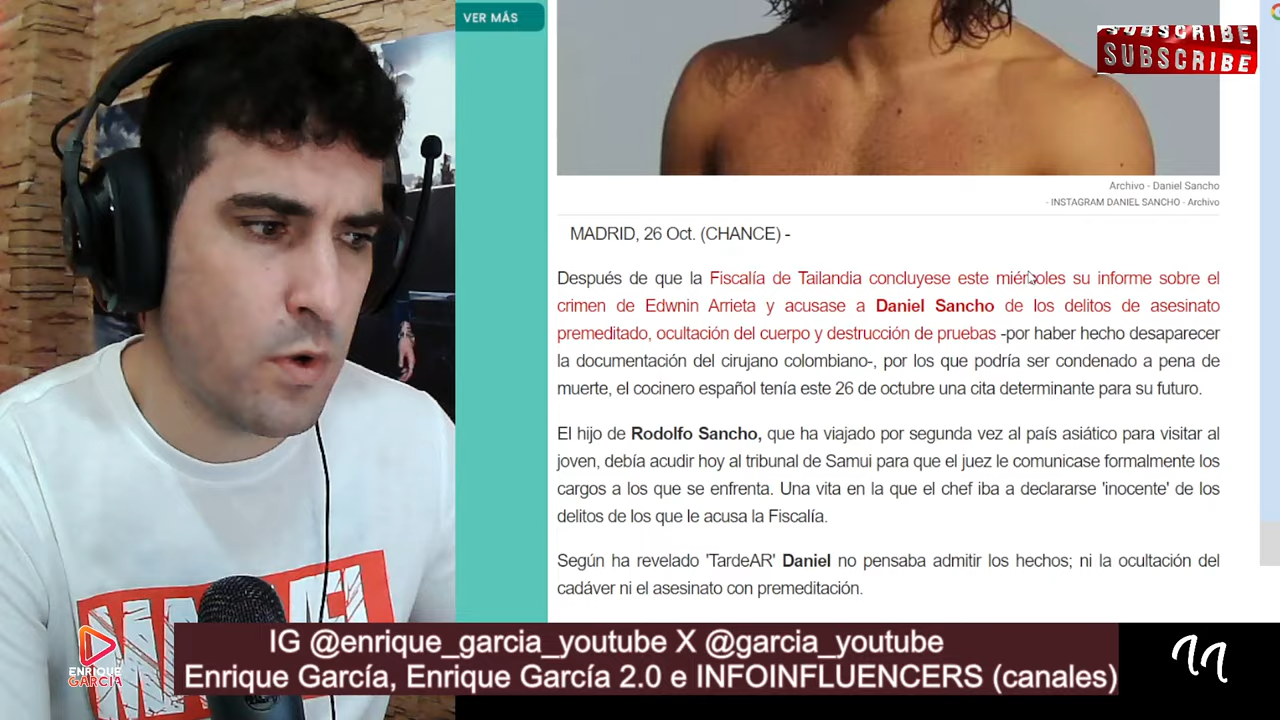 VER MÁS
SUBSCRIBE
SUBSCRIBE
Archivo - Daniel Sancho
- INSTAGRAM DANIEL SANCHO - Archivo
MADRID, 26 Oct. (CHANCE) -
Después de que la Fiscalía de Tailandia concluyese este miércoles su informe sobre el
crimen de Edwnin Arrieta y acusase a Daniel Sancho de los delitos de asesinato
premeditado, ocultación del cuerpo y destrucción de pruebas -por haber hecho desaparecer
la documentación del cirujano colombiano-, por los que podría ser condenado a pena de
muerte, el cocinero español tenía este 26 de octubre una cita determinante para su futuro.
El hijo de Rodolfo Sancho, que ha viajado por segunda vez al país asiático para visitar al
joven, debía acudir hoy al tribunal de Samui para que el juez le comunicase formalmente los
cargos a los que se enfrenta. Una vita en la que el chef iba a declararse 'inocente' de los
delitos de los que le acusa la Fiscalía.
Según ha revelado 'TardeAR' Daniel no pensaba admitir los hechos; ni la ocultación del
cadáver ni el asesinato con premeditación.
IG @enrique_garcia_youtube X @garcia_youtube
Enrique García, Enrique García 2.0 e INFOINFLUENCERS (canales)
ENRIQUE
GARCÍA